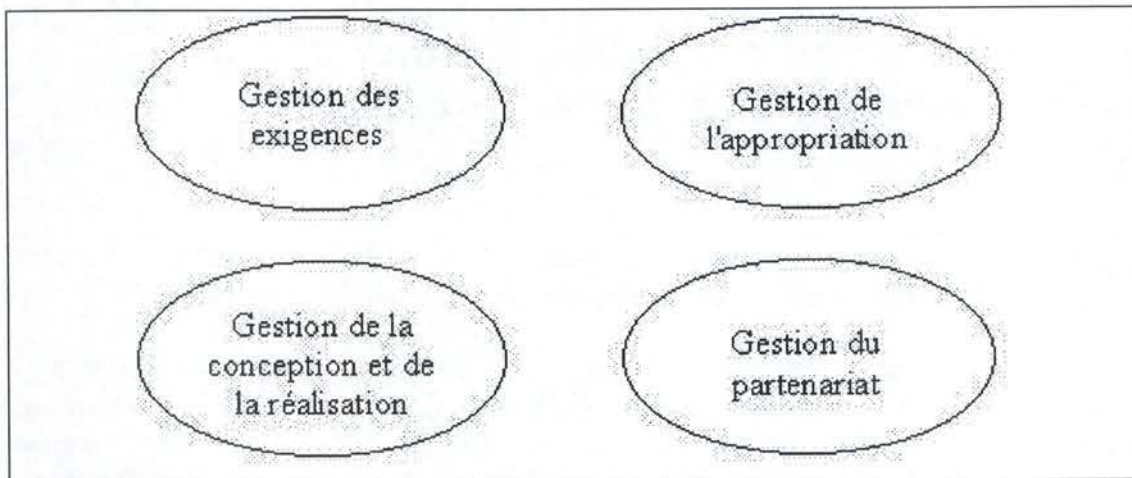 Gestion des
exigences
Gestion de
l'appropriation
Gestion de la
conception et de
la réalisation
Gestion du
partenariat